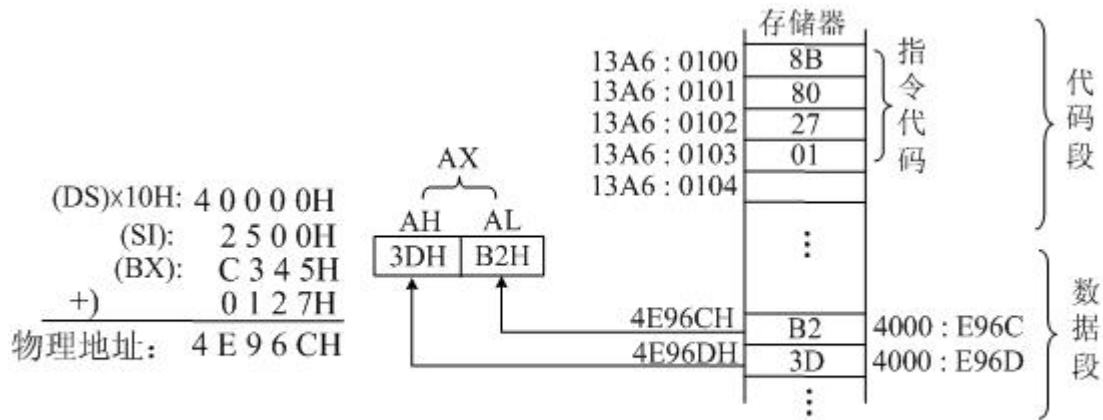 存储器
13A6 : 0100 8B
13A6 : 0101 80
13A6 : 0102 27
13A6 : 0103 01
13A6 : 0104
指令代码
代码段
AX
AH AL
3DH B2H
(DS)×10H: 4 0 0 0 0H
(SI): 2 5 0 0H
(BX): C 3 4 5H
+) 0 1 2 7H
物理地址： 4 E 9 6 CH
4E96CH B2 4000 : E96C
4E96DH 3D 4000 : E96D
数据段